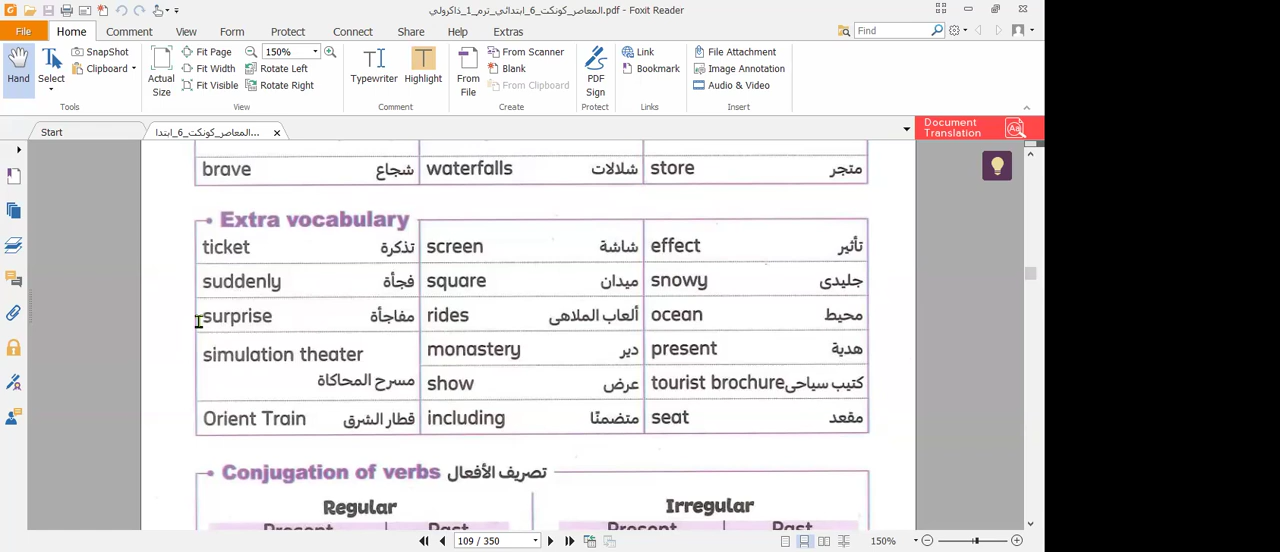 المعاصر_كونكت_6_ابتدائي_ترم_1_ذاكرولي.pdf - Foxit Reader
File Home Comment View Form Protect Connect Share Help Extras Find
Hand Select SnapShot Clipboard Actual Size Fit Page Fit Width Fit Visible 150% Rotate Left Rotate Right Typewriter Highlight From File From Scanner Blank From Clipboard PDF Sign Link Bookmark File Attachment Image Annotation Audio & Video
Tools View Comment Create Protect Links Insert
Start المعاصر_كونكت_6_ابتدا... Document Translation
brave شجاع waterfalls شلالات store متجر
Extra vocabulary
ticket تذكرة screen شاشة effect تأثير
suddenly فجأة square ميدان snowy جليدى
surprise مفاجأة rides ألعاب الملاهى ocean محيط
simulation theater مسرح المحاكاة monastery دير present هدية
show عرض tourist brochure كتيب سياحى
Orient Train قطار الشرق including متضمنًا seat مقعد
Conjugation of verbs تصريف الأفعال
Regular Irregular
Present Past Present Past
109 / 350 150%